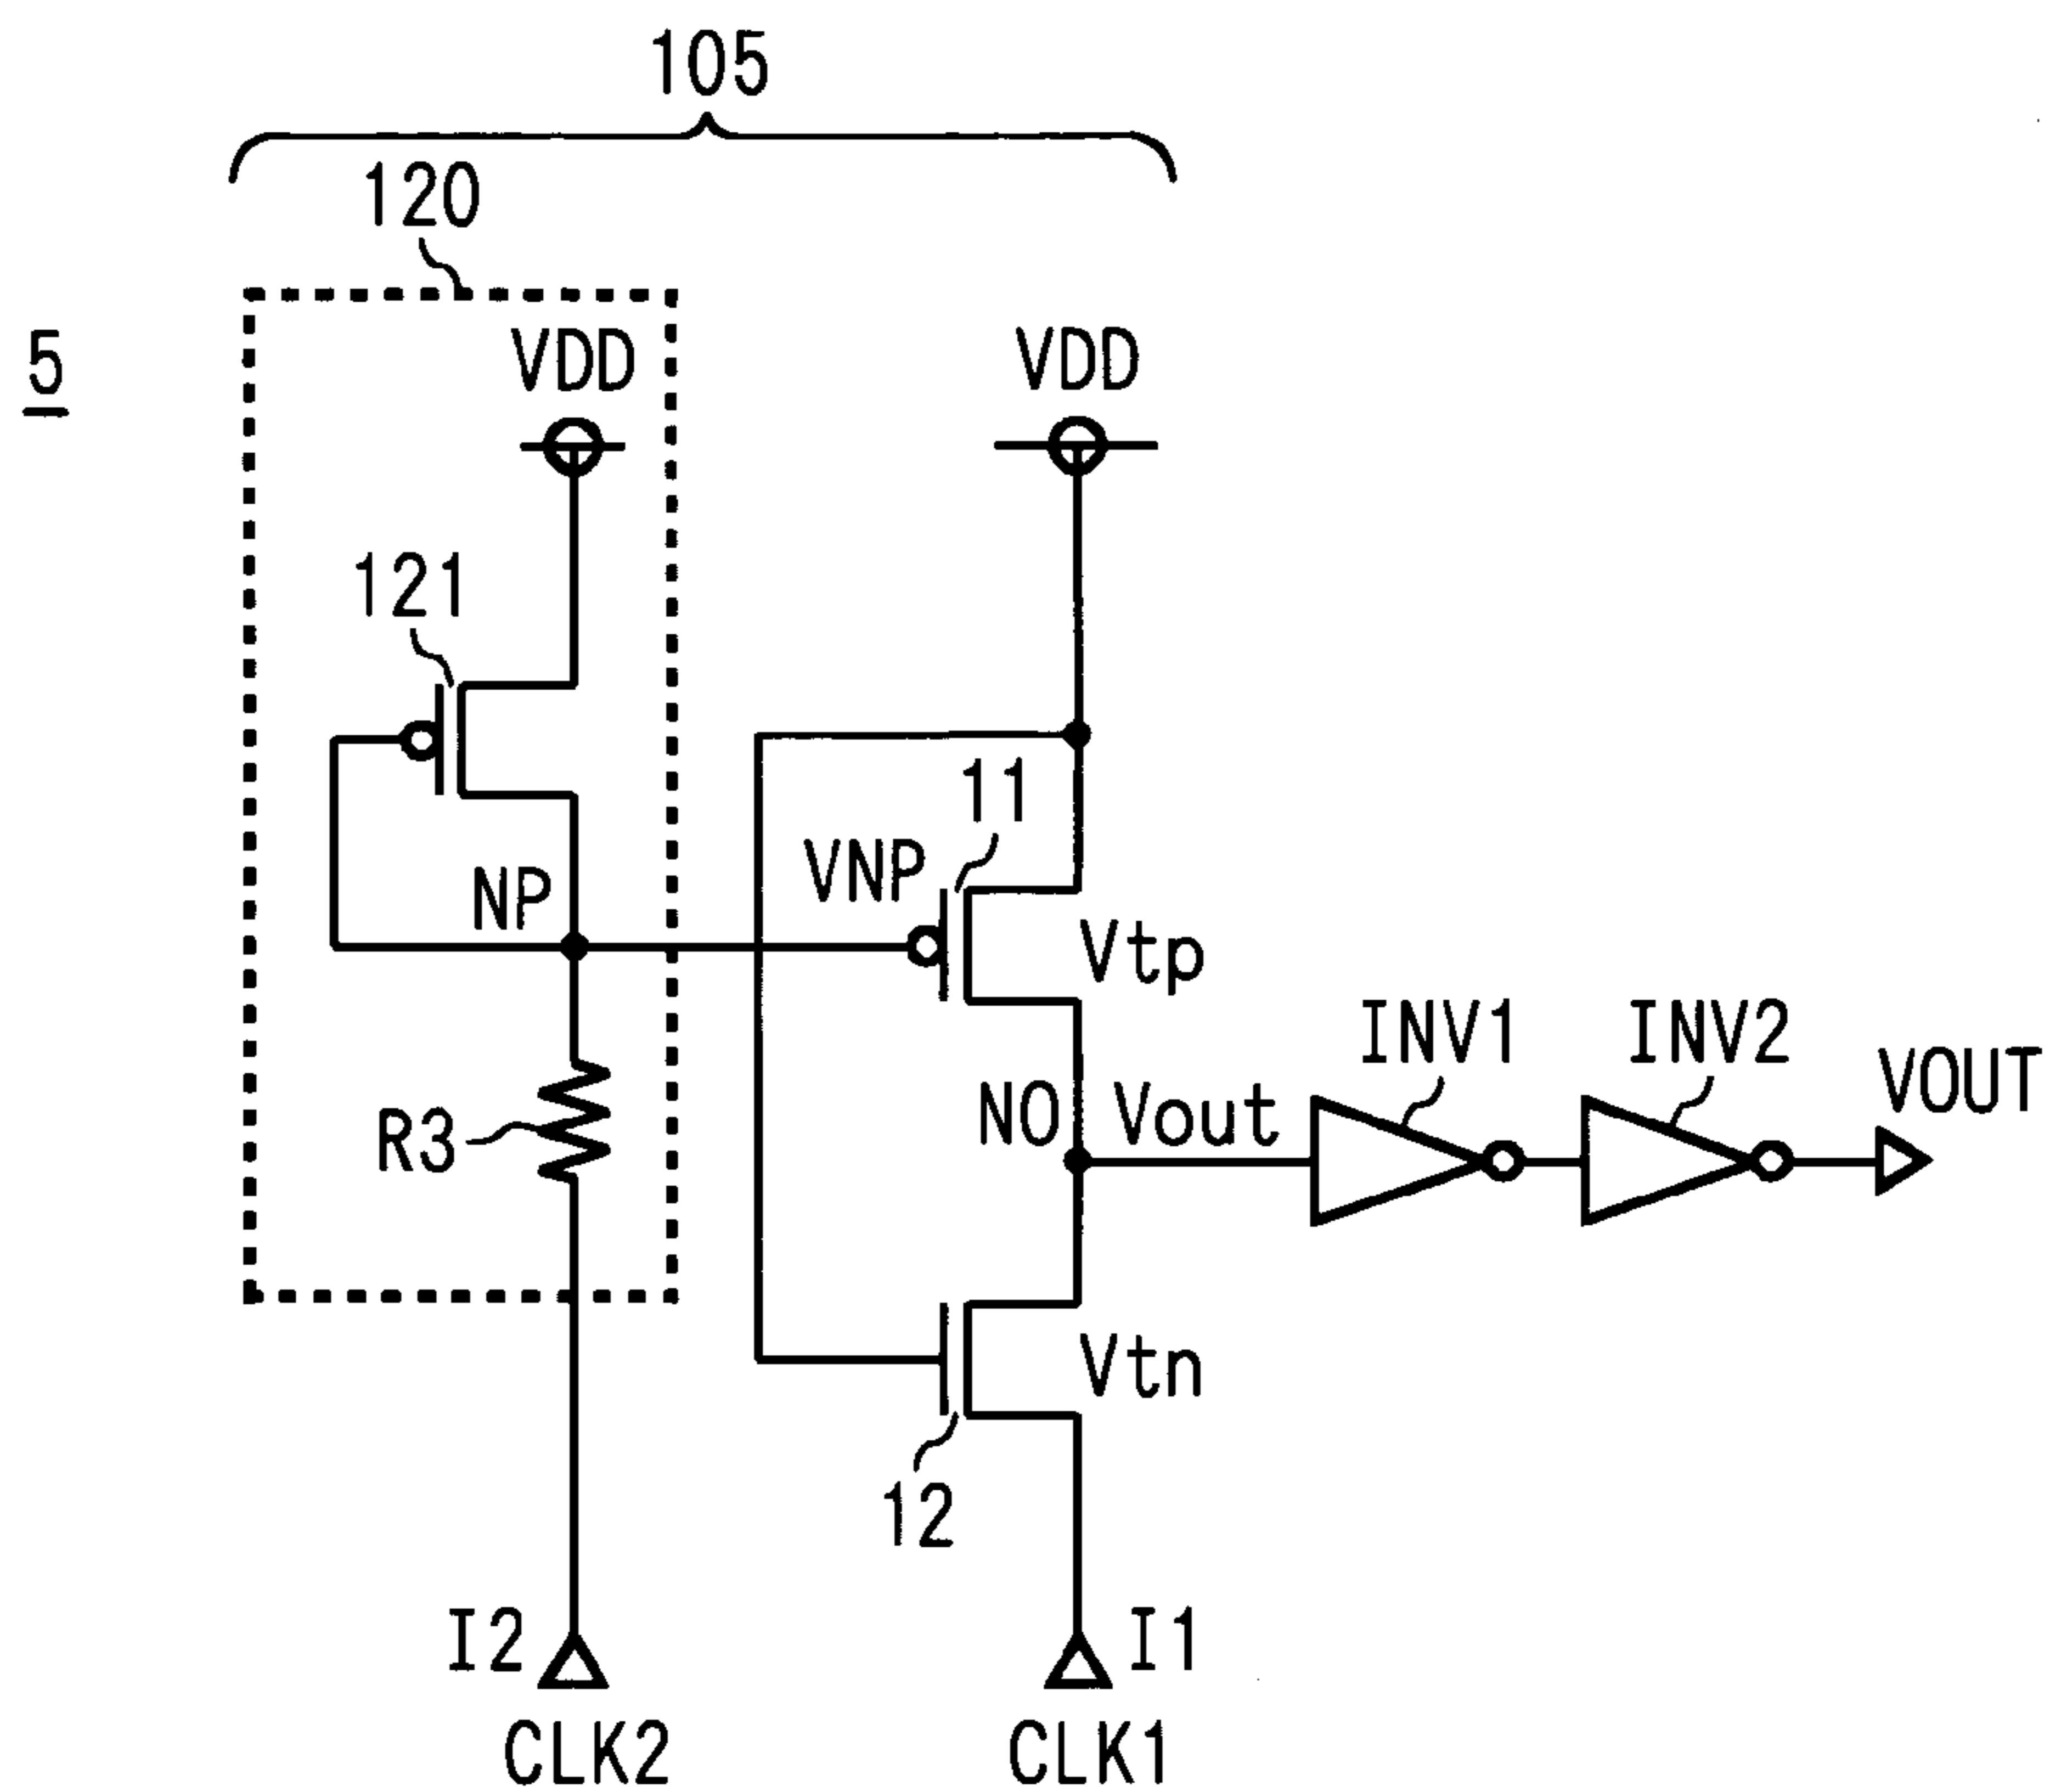 105
120
5
VDD
VDD
121
11
VNP
NP
Vtp
INV1
INV2
VOUT
NO
Vout
R3
Vtn
12
I2
I1
CLK2
CLK1